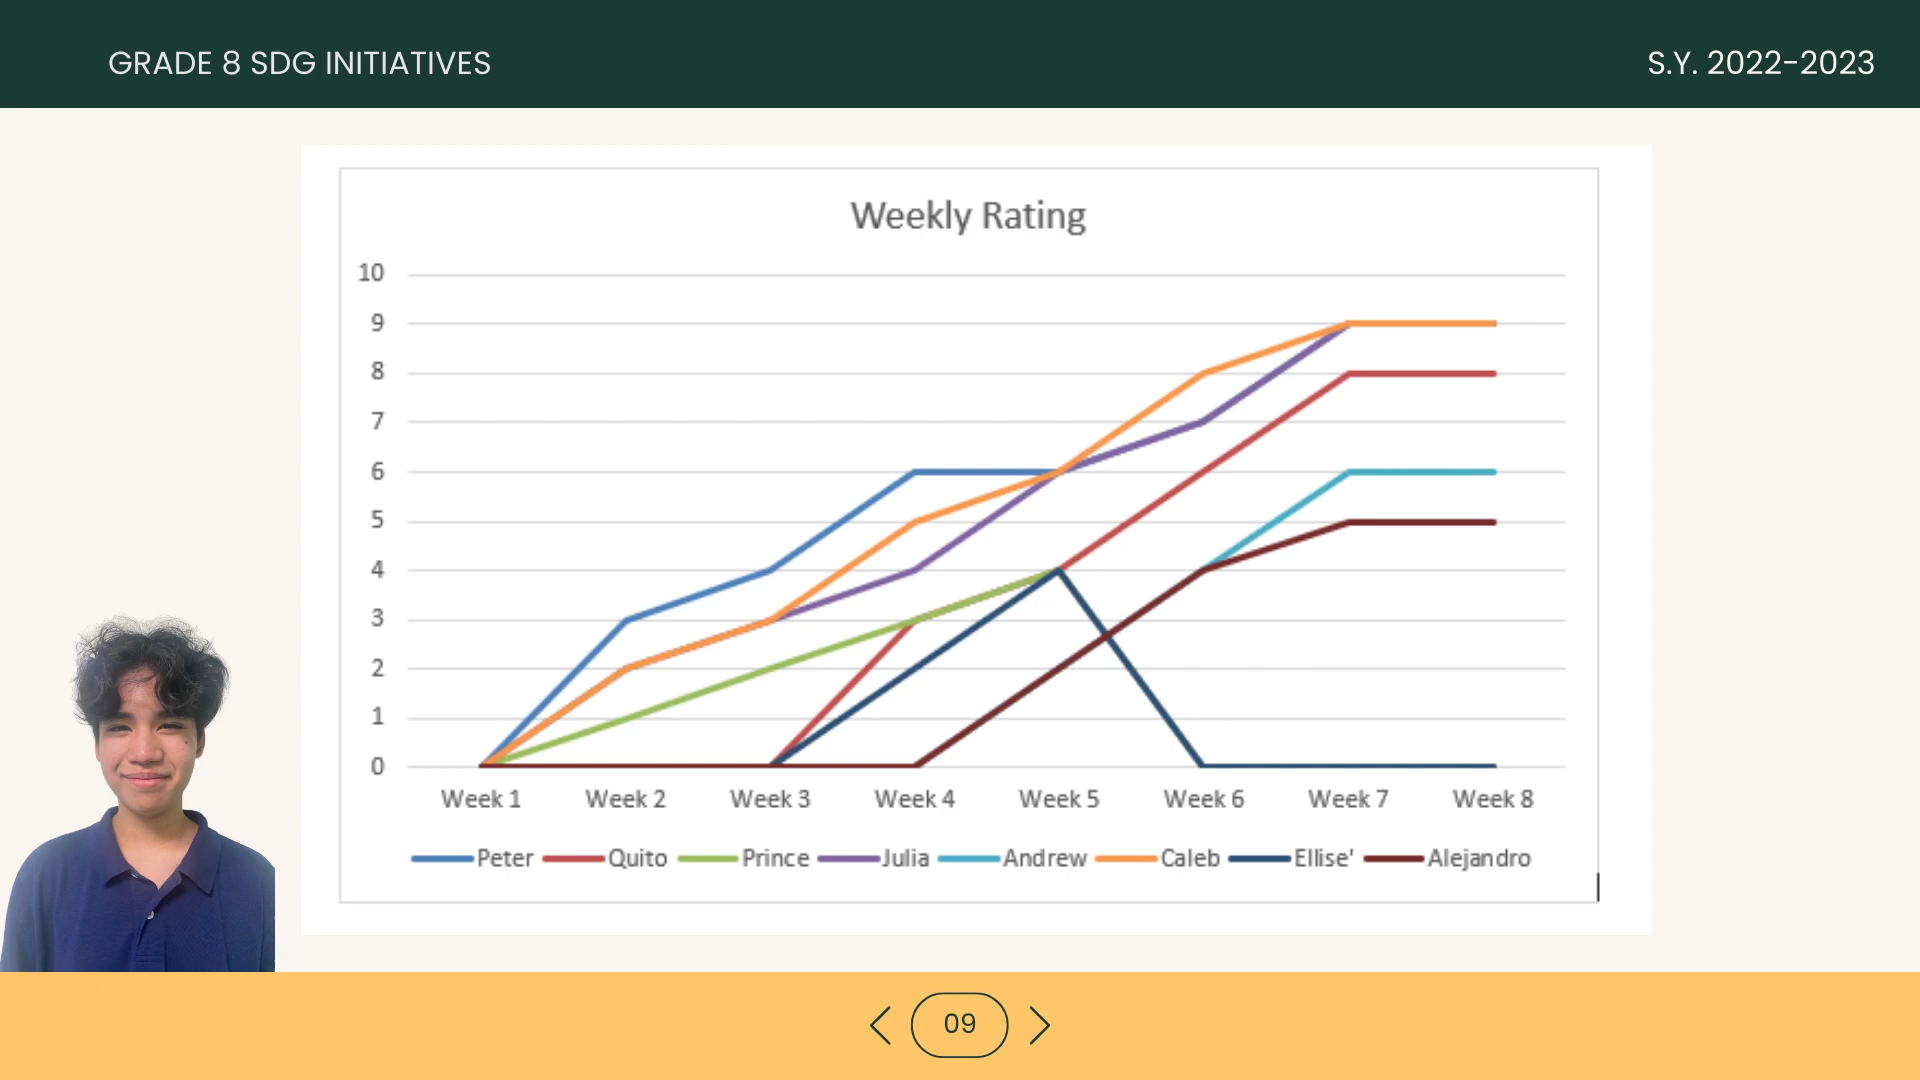 GRADE 8 SDG INITIATIVES
S.Y. 2022-2023
Weekly Rating
10
9
8
7
6
5
4
3
2
1
0
Week 1 Week 2 Week 3 Week 4 Week 5 Week 6 Week 7 Week 8
Peter Quito Prince Julia Andrew Caleb Ellise' Alejandro
09